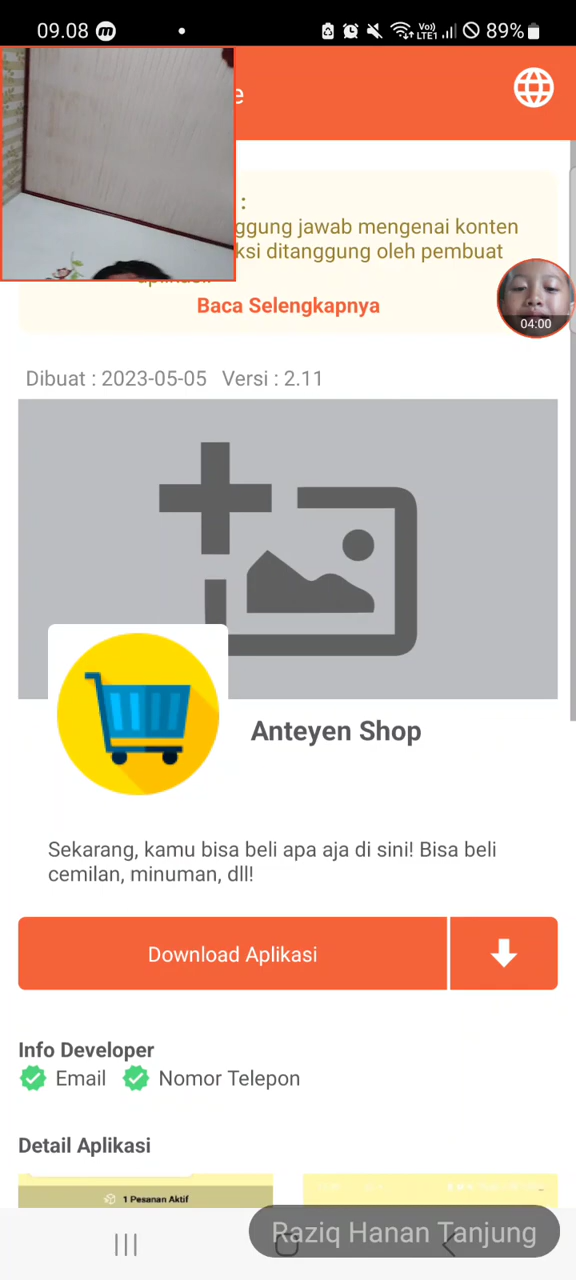 09.08
Vo)) LTE1 89%
e
:
ggung jawab mengenai konten
ksi ditanggung oleh pembuat
Baca Selengkapnya
04:00
Dibuat : 2023-05-05 Versi : 2.11
Anteyen Shop
Sekarang, kamu bisa beli apa aja di sini! Bisa beli
cemilan, minuman, dll!
Download Aplikasi
Info Developer
Email Nomor Telepon
Detail Aplikasi
1 Pesanan Aktif
Raziq Hanan Tanjung